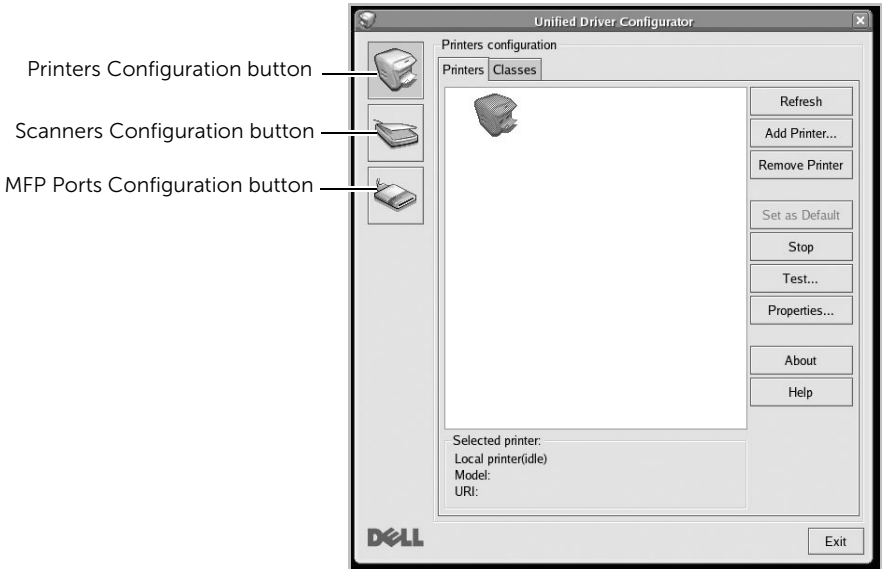 Unified Driver Configurator
Printers Configuration button
Scanners Configuration button
MFP Ports Configuration button
Printers configuration
Printers Classes
Refresh
Add Printer...
Remove Printer
Set as Default
Stop
Test...
Properties...
About
Help
Selected printer:
Local printer(idle)
Model:
URI:
DELL
Exit